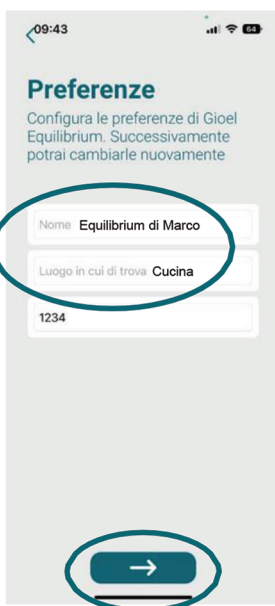 09:43
64
Preferenze
Configura le preferenze di Gioel
Equilibrium. Successivamente
potrai cambiarle nuovamente
Nome Equilibrium di Marco
Luogo in cui di trova Cucina
1234